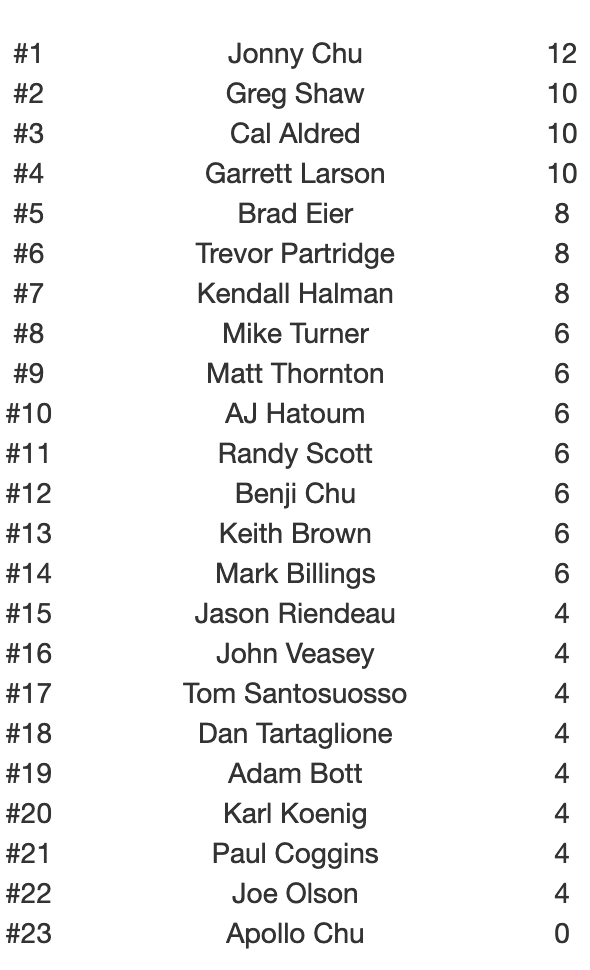 #1 Jonny Chu 12
#2 Greg Shaw 10
#3 Cal Aldred 10
#4 Garrett Larson 10
#5 Brad Eier 8
#6 Trevor Partridge 8
#7 Kendall Halman 8
#8 Mike Turner 6
#9 Matt Thornton 6
#10 AJ Hatoum 6
#11 Randy Scott 6
#12 Benji Chu 6
#13 Keith Brown 6
#14 Mark Billings 6
#15 Jason Riendeau 4
#16 John Veasey 4
#17 Tom Santosuosso 4
#18 Dan Tartaglione 4
#19 Adam Bott 4
#20 Karl Koenig 4
#21 Paul Coggins 4
#22 Joe Olson 4
#23 Apollo Chu 0